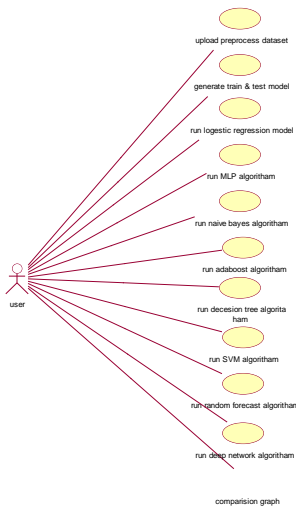 upload preprocess dataset
generate train & test model
run logestic regression model
run MLP algoritham
run naive bayes algoritham
run adaboost algoritham
user
run decesion tree algorita
ham
run SVM algoritham
run random forecast algoritham
run deep network algoritham
comparision graph